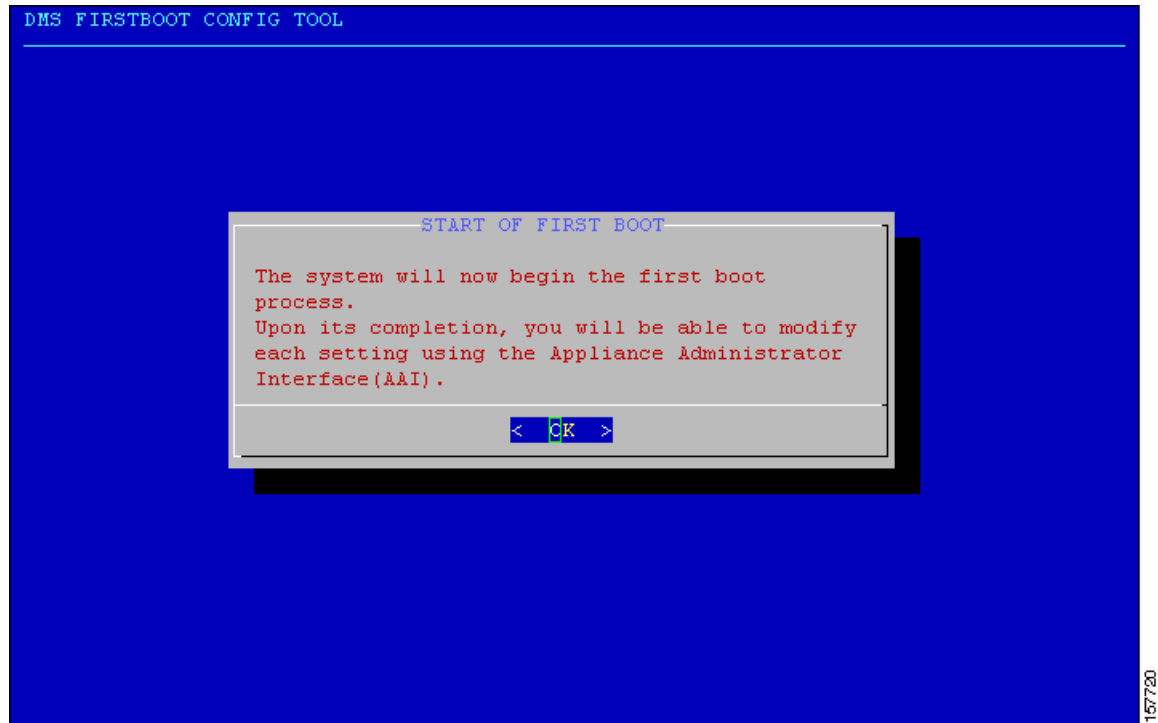 DMS FIRSTBOOT CONFIG TOOL
START OF FIRST BOOT
The system will now begin the first boot
process.
Upon its completion, you will be able to modify
each setting using the Appliance Administrator
Interface(AAI).
< OK >
157720